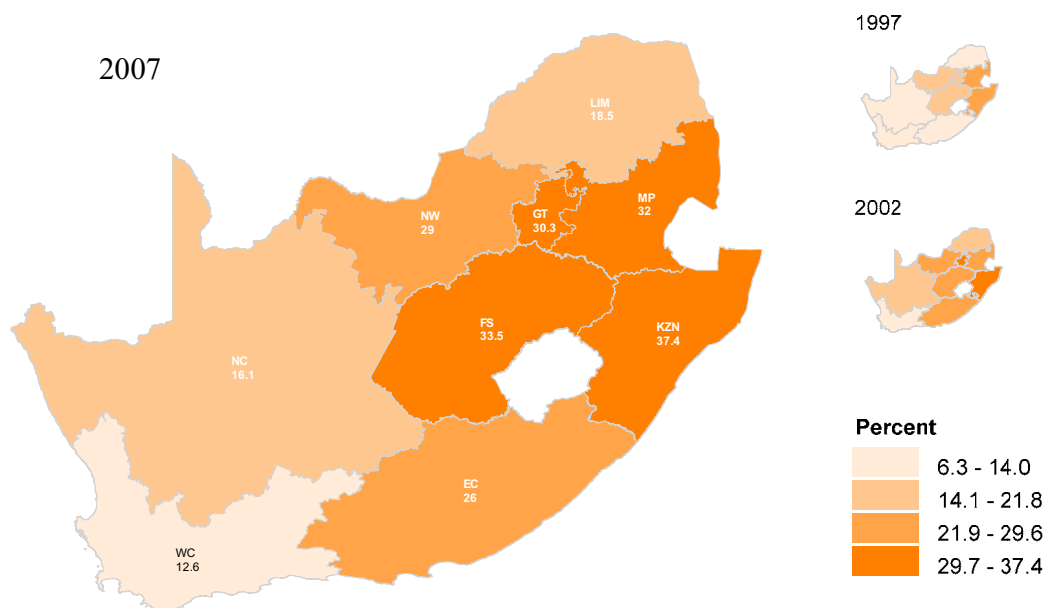 2007
LIM
18.5
MP
32
GT
30.3
NW
29
FS
33.5
KZN
37.4
NC
16.1
EC
26
WC
12.6
1997
2002
Percent
6.3 - 14.0
14.1 - 21.8
21.9 - 29.6
29.7 - 37.4